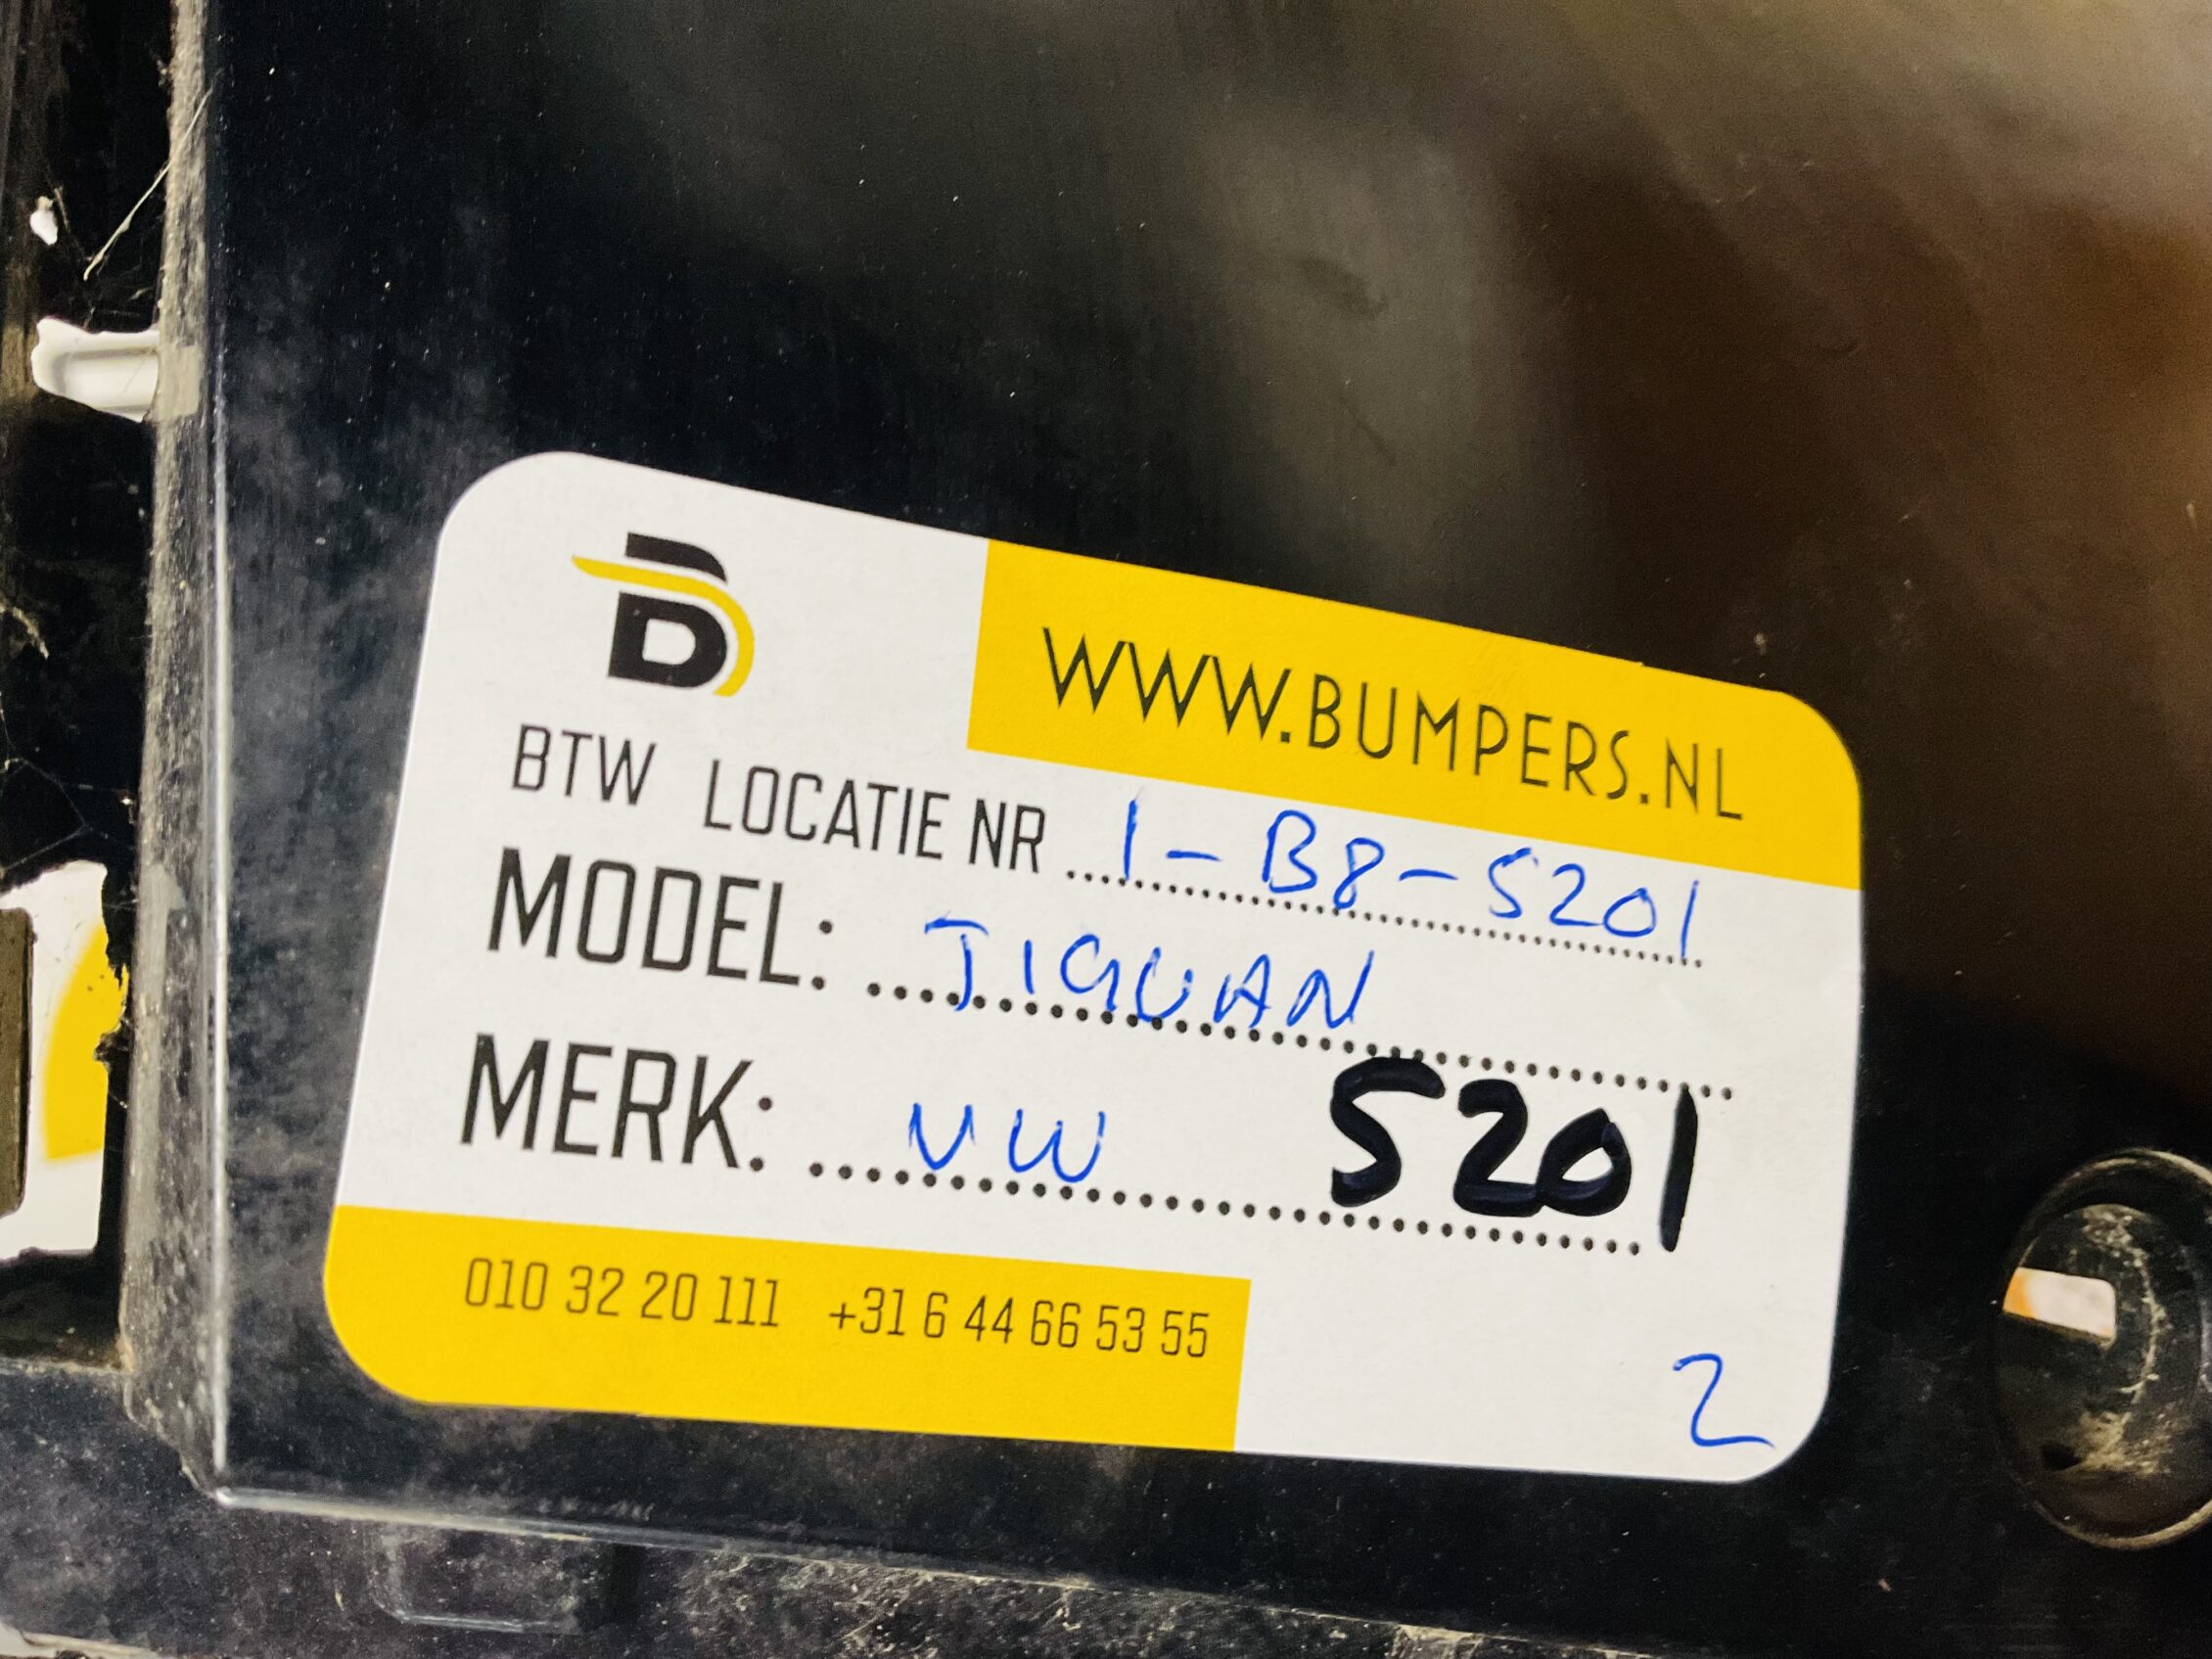 B
WWW.BUMPERS.NL
BTW LOCATIE NR 1-B8-5201
MODEL: TIGUAN
MERK: VW 5201
010 32 20 111 +31 6 44 66 53 55
2